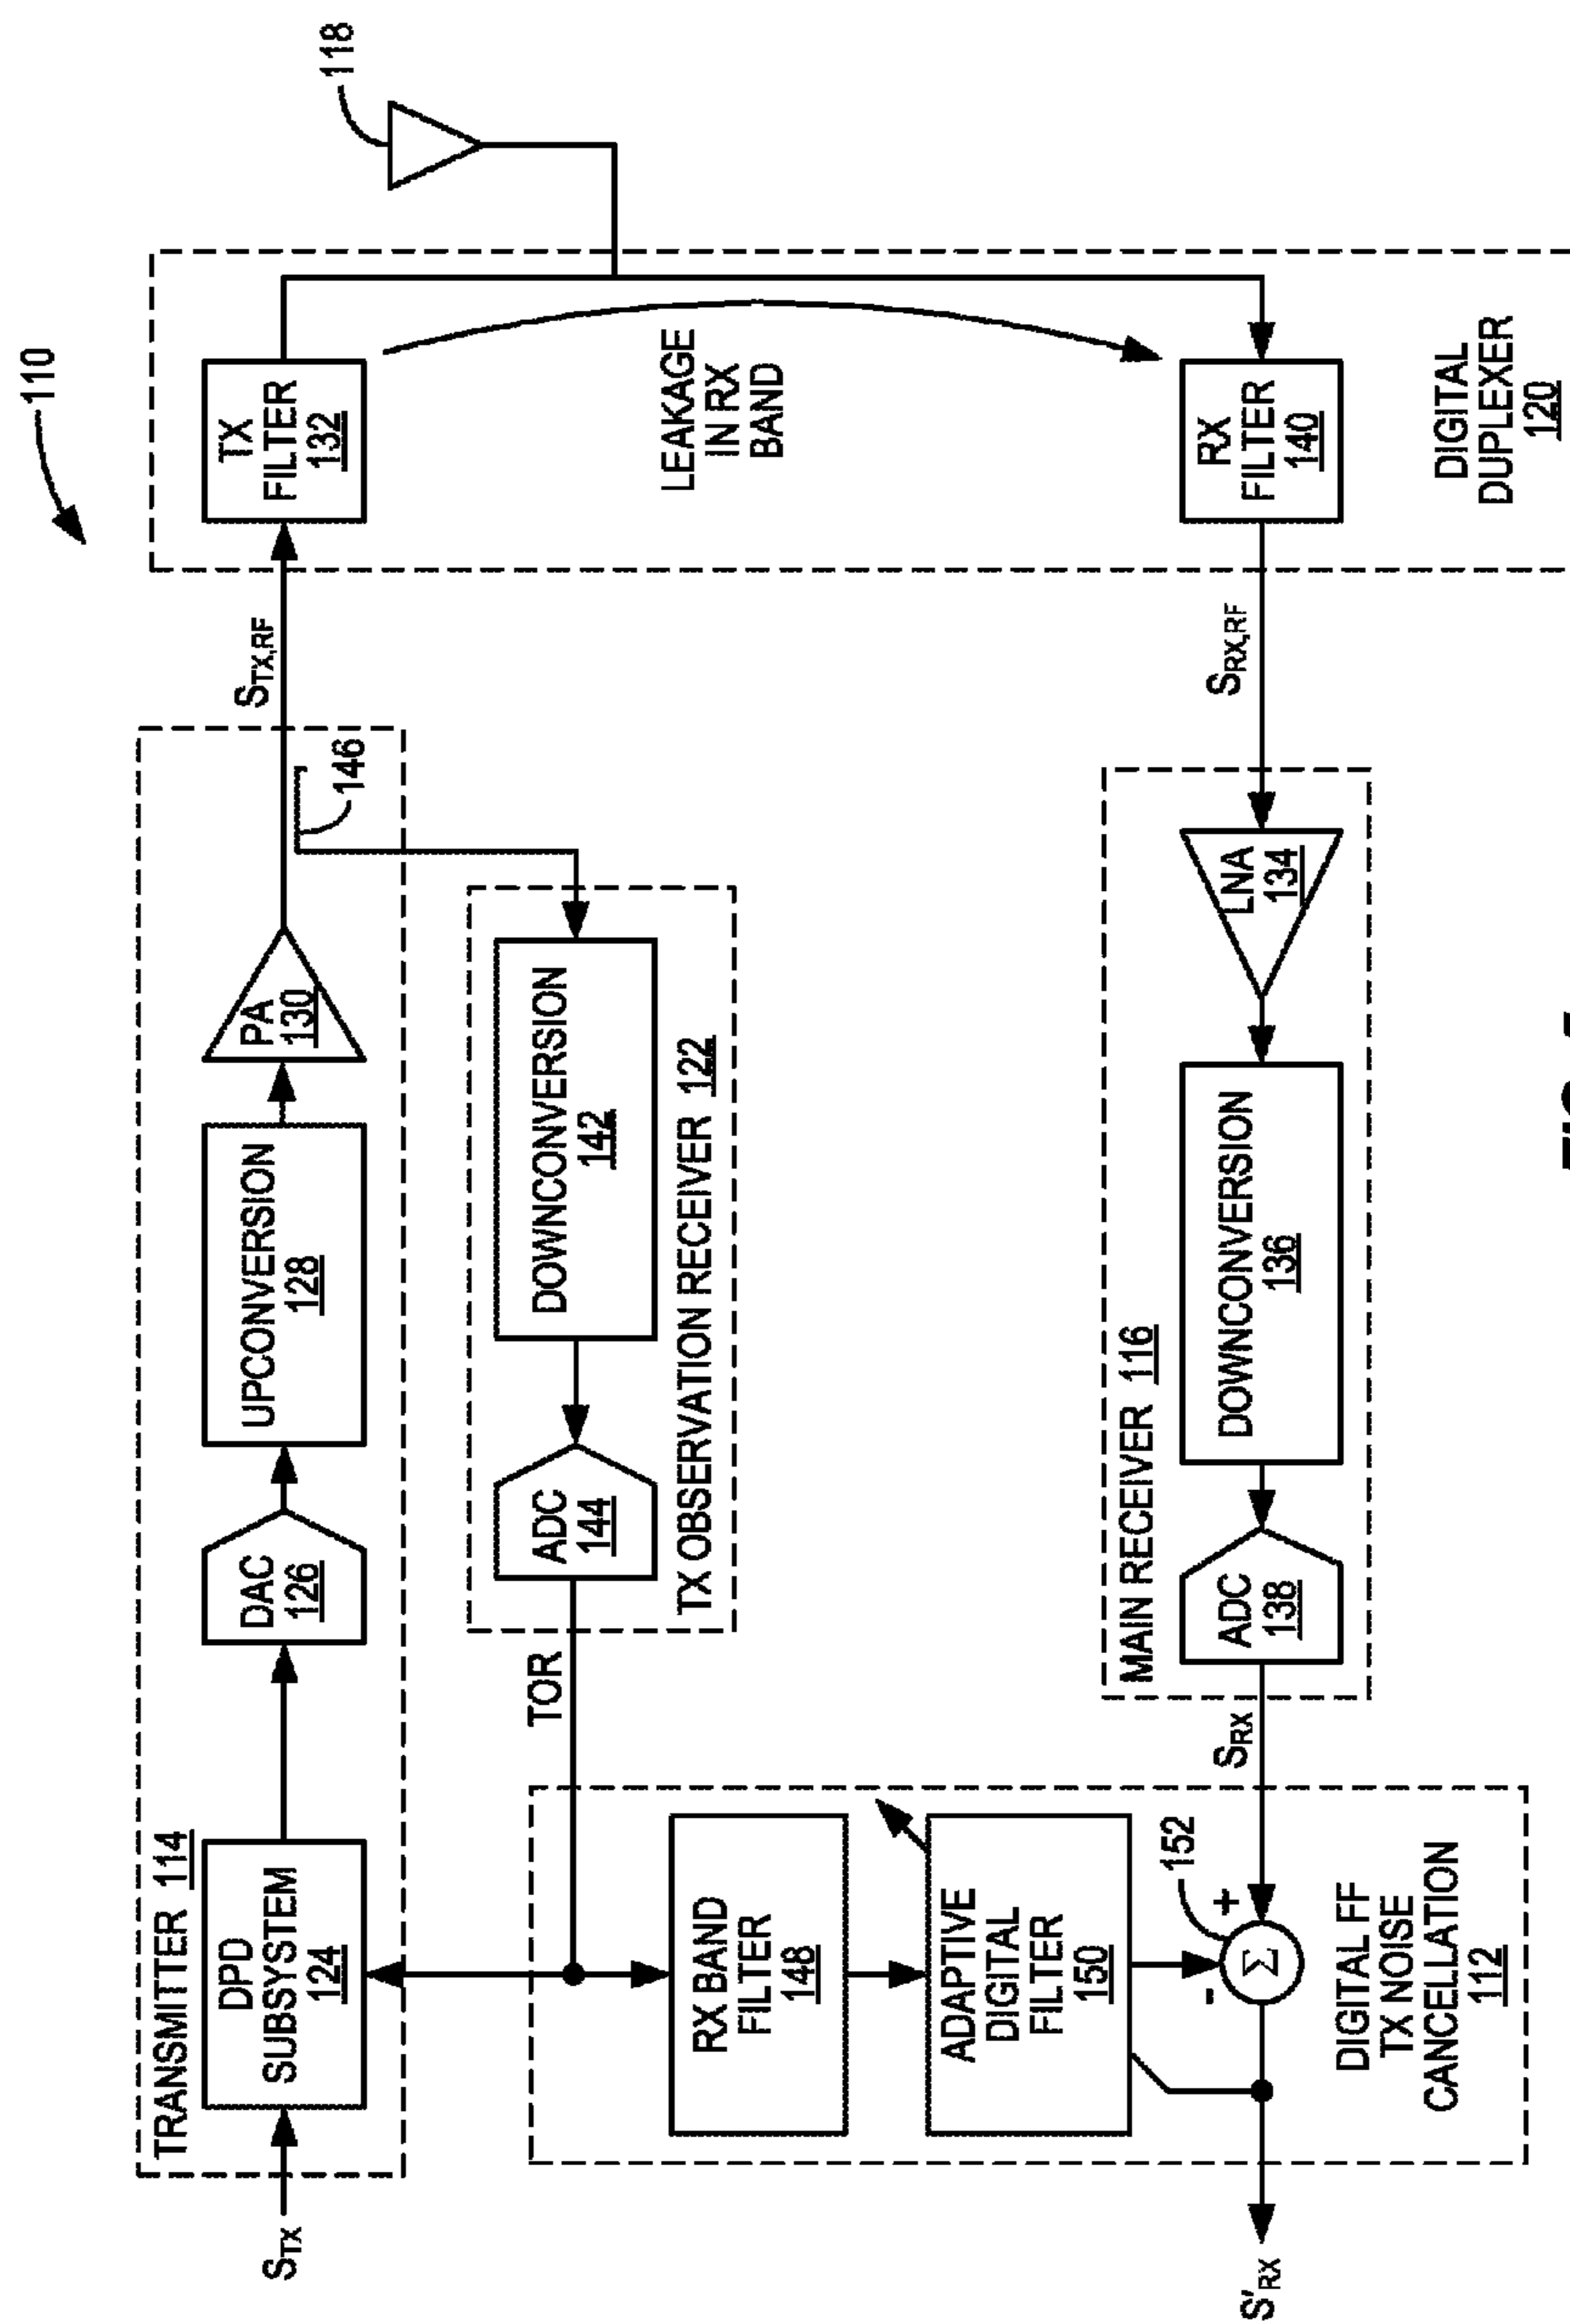 110
118
TRANSMITTER 114
S_TX
DPD
SUBSYSTEM
124
DAC
126
UPCONVERSION
128
PA
130
146
S_TX,RF
TX
FILTER
132
LEAKAGE
IN RX
BAND
TOR
ADC
144
DOWNCONVERSION
142
TX OBSERVATION RECEIVER 122
RX BAND
FILTER
148
ADAPTIVE
DIGITAL
FILTER
150
152
+
-
Σ
DIGITAL FF
TX NOISE
CANCELLATION
112
S'_RX
S_RX
MAIN RECEIVER 116
ADC
138
DOWNCONVERSION
136
LNA
134
S_RX,RF
RX
FILTER
140
DIGITAL
DUPLEXER
120